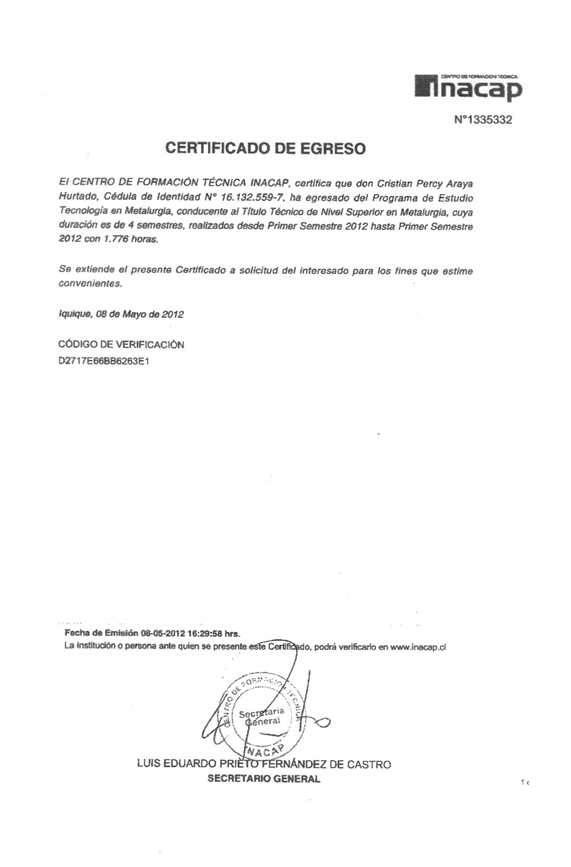 CENTRO DE FORMACIÓN TÉCNICA
inacap
N°1335332
CERTIFICADO DE EGRESO
El CENTRO DE FORMACIÓN TÉCNICA INACAP, certifica que don Cristian Percy Araya
Hurtado, Cédula de Identidad N° 16.132.559-7, ha egresado del Programa de Estudio
Tecnología en Metalurgia, conducente al Título Técnico de Nivel Superior en Metalurgia, cuya
duración es de 4 semestres, realizados desde Primer Semestre 2012 hasta Primer Semestre
2012 con 1.776 horas.
Se extiende el presente Certificado a solicitud del interesado para los fines que estime
convenientes.
Iquique, 08 de Mayo de 2012
CÓDIGO DE VERIFICACIÓN
D2717E66BB6263E1
Fecha de Emisión 08-05-2012 16:29:58 hrs.
La institución o persona ante quien se presente este Certificado, podrá verificarlo en www.inacap.cl
CENTRO DE FORMACION TECNICA
Secretaria
General
INACAP
LUIS EDUARDO PRIETO FERNÁNDEZ DE CASTRO
SECRETARIO GENERAL